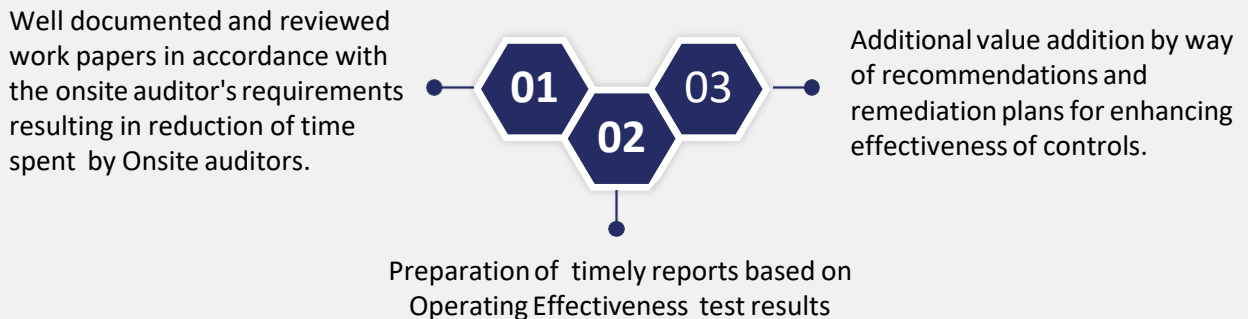 Well documented and reviewed
work papers in accordance with
the onsite auditor's requirements
resulting in reduction of time
spent by Onsite auditors.
01
02
03
Additional value addition by way
of recommendations and
remediation plans for enhancing
effectiveness of controls.
Preparation of timely reports based on
Operating Effectiveness test results